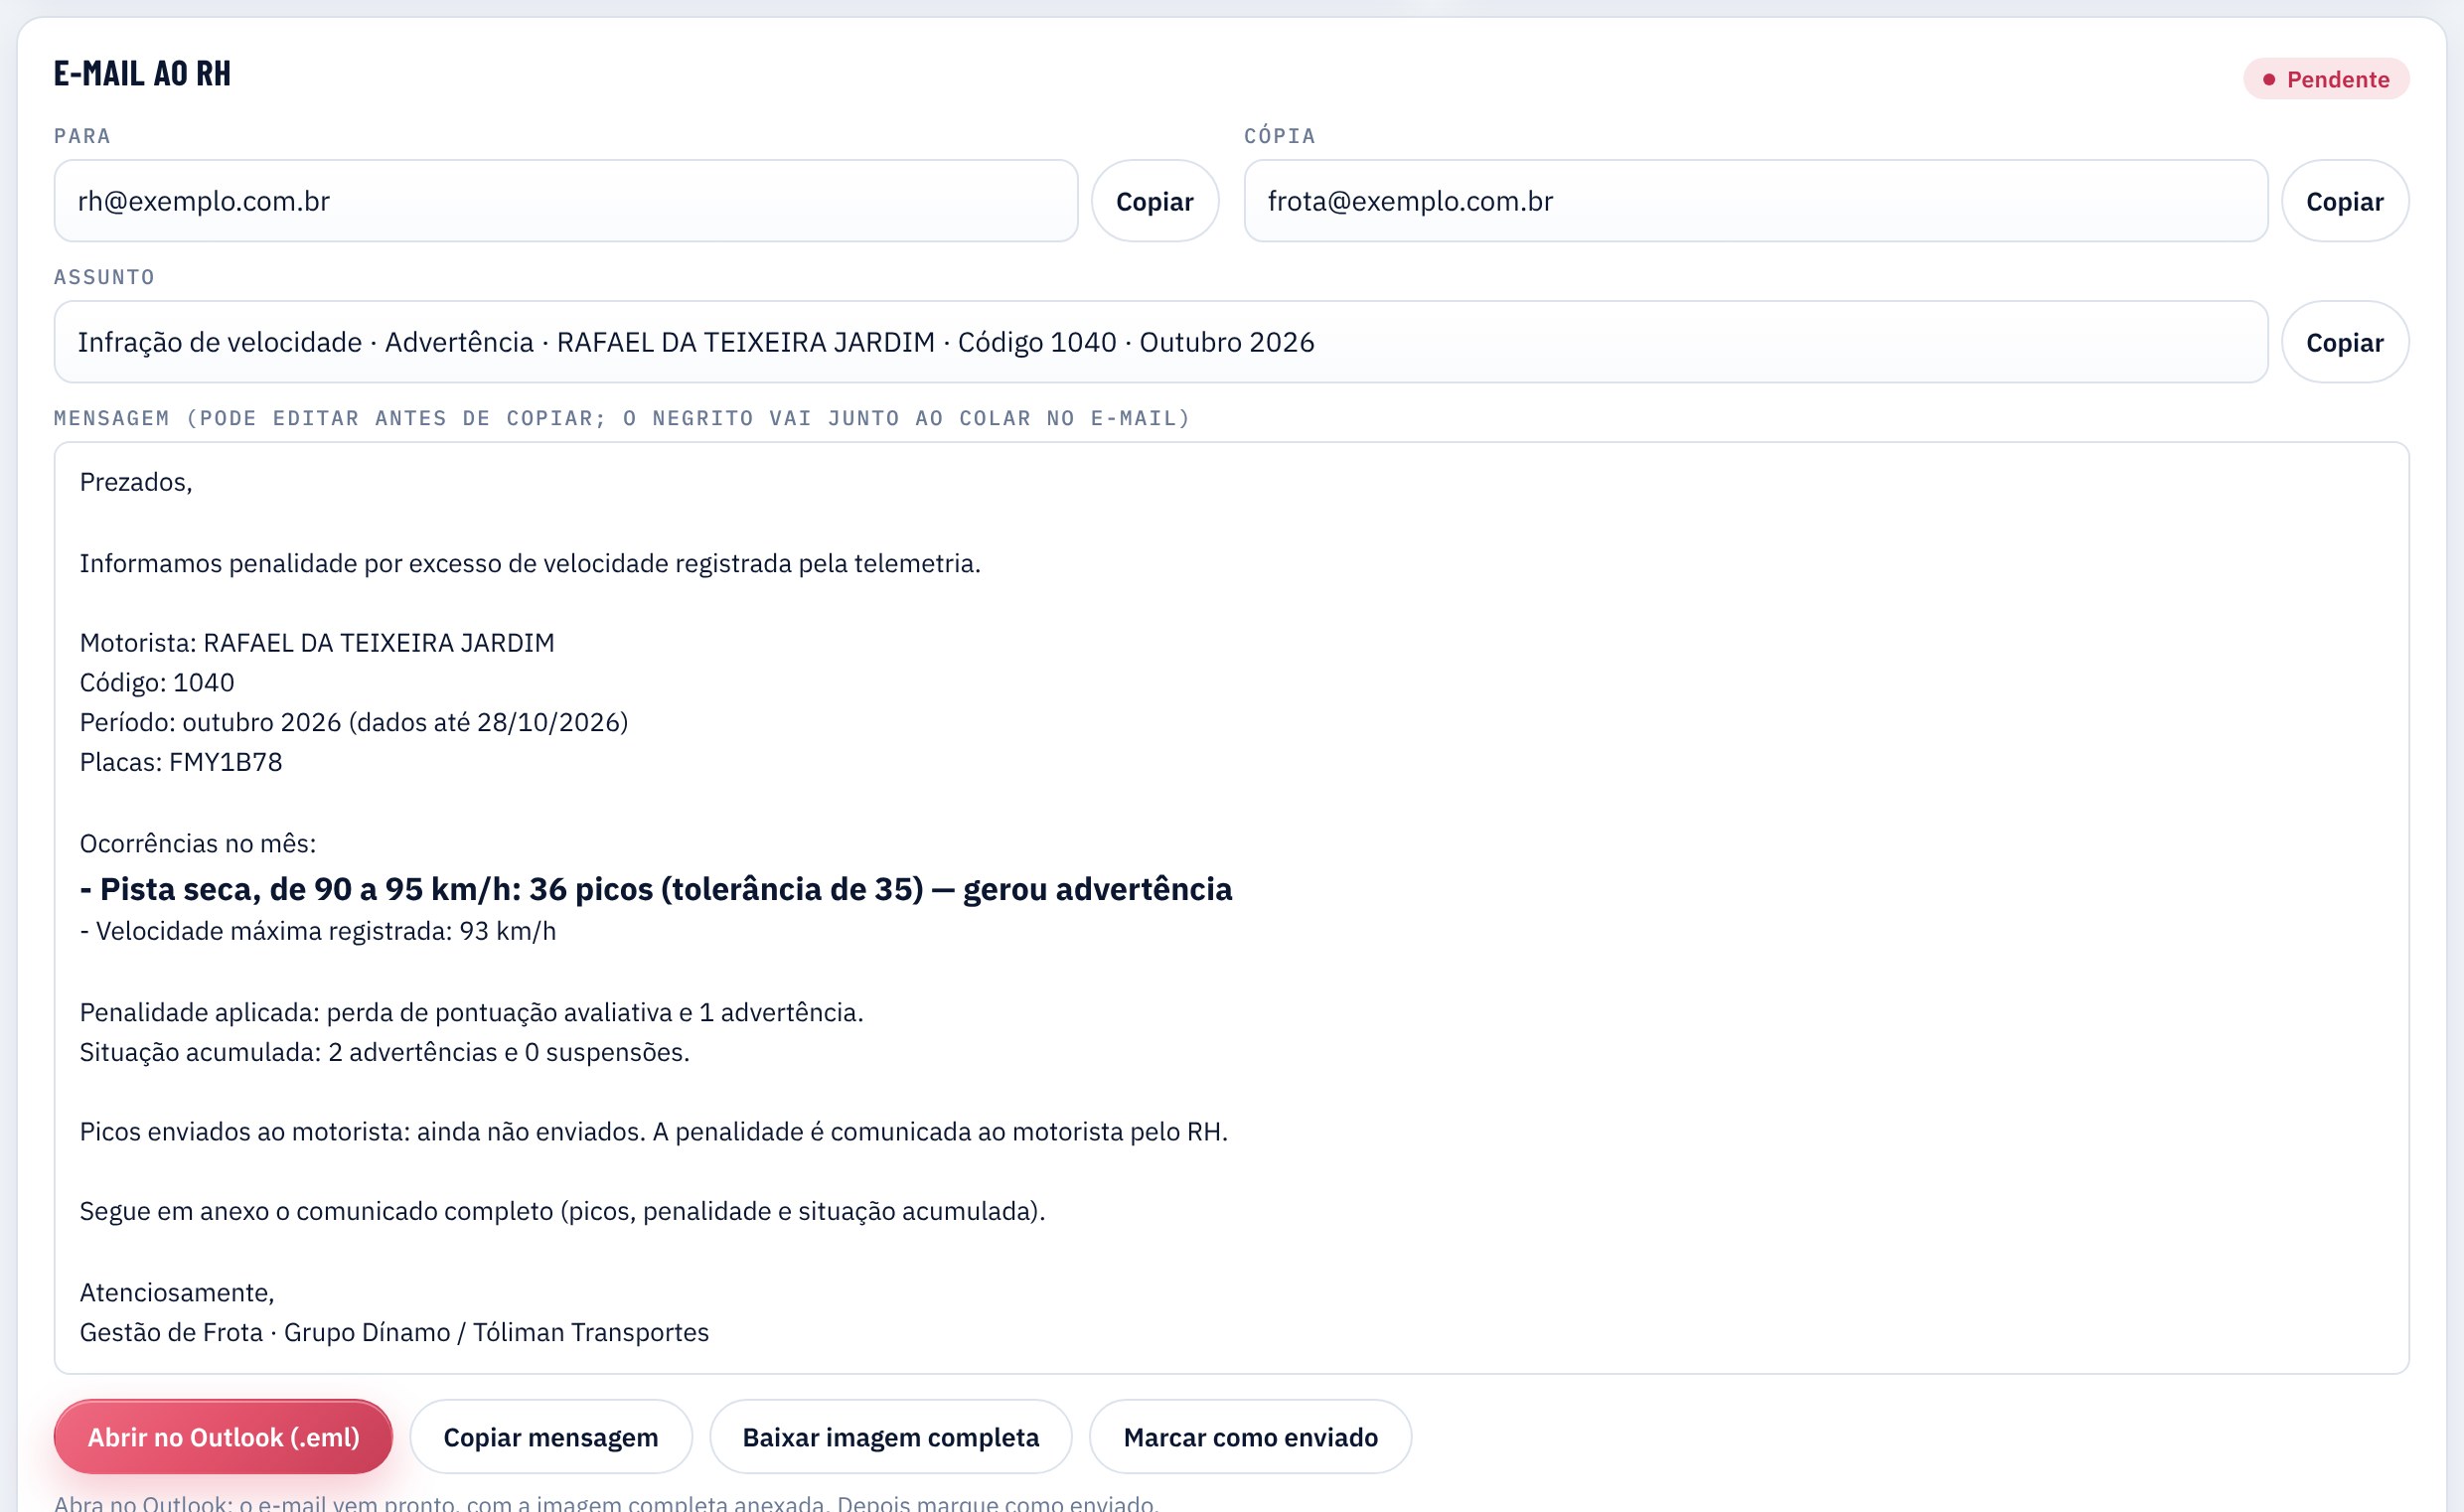 E-MAIL AO RH
Pendente
PARA
CÓPIA
rh@exemplo.com.br
Copiar
frota@exemplo.com.br
Copiar
ASSUNTO
Infração de velocidade · Advertência · RAFAEL DA TEIXEIRA JARDIM · Código 1040 · Outubro 2026
Copiar
MENSAGEM (PODE EDITAR ANTES DE COPIAR; O NEGRITO VAI JUNTO AO COLAR NO E-MAIL)
Prezados,
Informamos penalidade por excesso de velocidade registrada pela telemetria.
Motorista: RAFAEL DA TEIXEIRA JARDIM
Código: 1040
Período: outubro 2026 (dados até 28/10/2026)
Placas: FMY1B78
Ocorrências no mês:
- Pista seca, de 90 a 95 km/h: 36 picos (tolerância de 35) — gerou advertência
- Velocidade máxima registrada: 93 km/h
Penalidade aplicada: perda de pontuação avaliativa e 1 advertência.
Situação acumulada: 2 advertências e 0 suspensões.
Picos enviados ao motorista: ainda não enviados. A penalidade é comunicada ao motorista pelo RH.
Segue em anexo o comunicado completo (picos, penalidade e situação acumulada).
Atenciosamente,
Gestão de Frota · Grupo Dínamo / Tóliman Transportes
Abrir no Outlook (.eml)
Copiar mensagem
Baixar imagem completa
Marcar como enviado
Abra no Outlook: o e-mail vem pronto, com a imagem completa anexada. Depois marque como enviado.